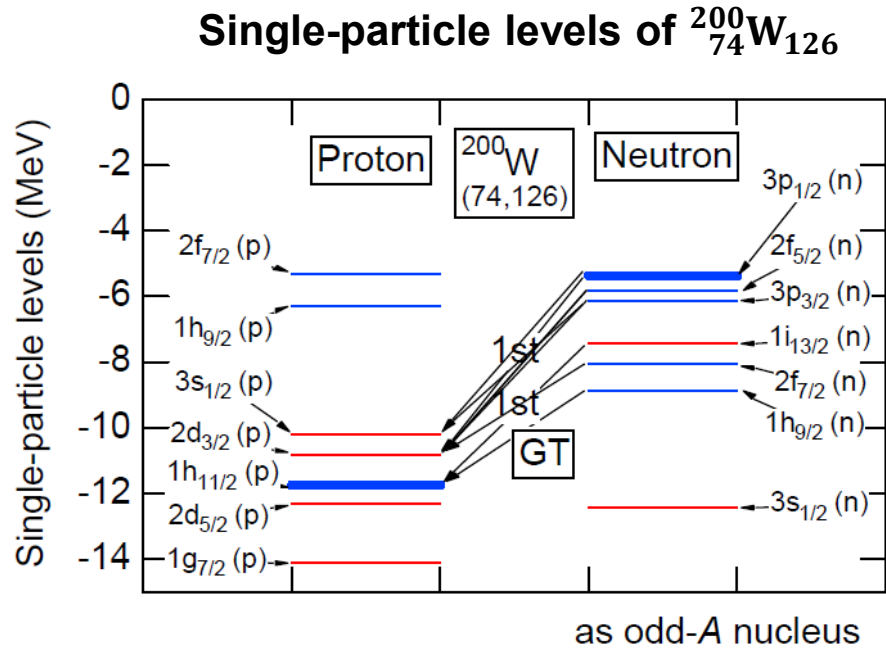 Single-particle levels of ²⁰⁰₇₄W₁₂₆
Single-particle levels (MeV)
0
-2
-4
-6
-8
-10
-12
-14
Proton
²⁰⁰W
(74,126)
Neutron
2f₇/₂ (p)
1h₉/₂ (p)
3s₁/₂ (p)
2d₃/₂ (p)
1h₁₁/₂ (p)
2d₅/₂ (p)
1g₇/₂ (p)
1st
1st
GT
3p₁/₂ (n)
2f₅/₂ (n)
3p₃/₂ (n)
1i₁₃/₂ (n)
2f₇/₂ (n)
1h₉/₂ (n)
3s₁/₂ (n)
as odd-A nucleus